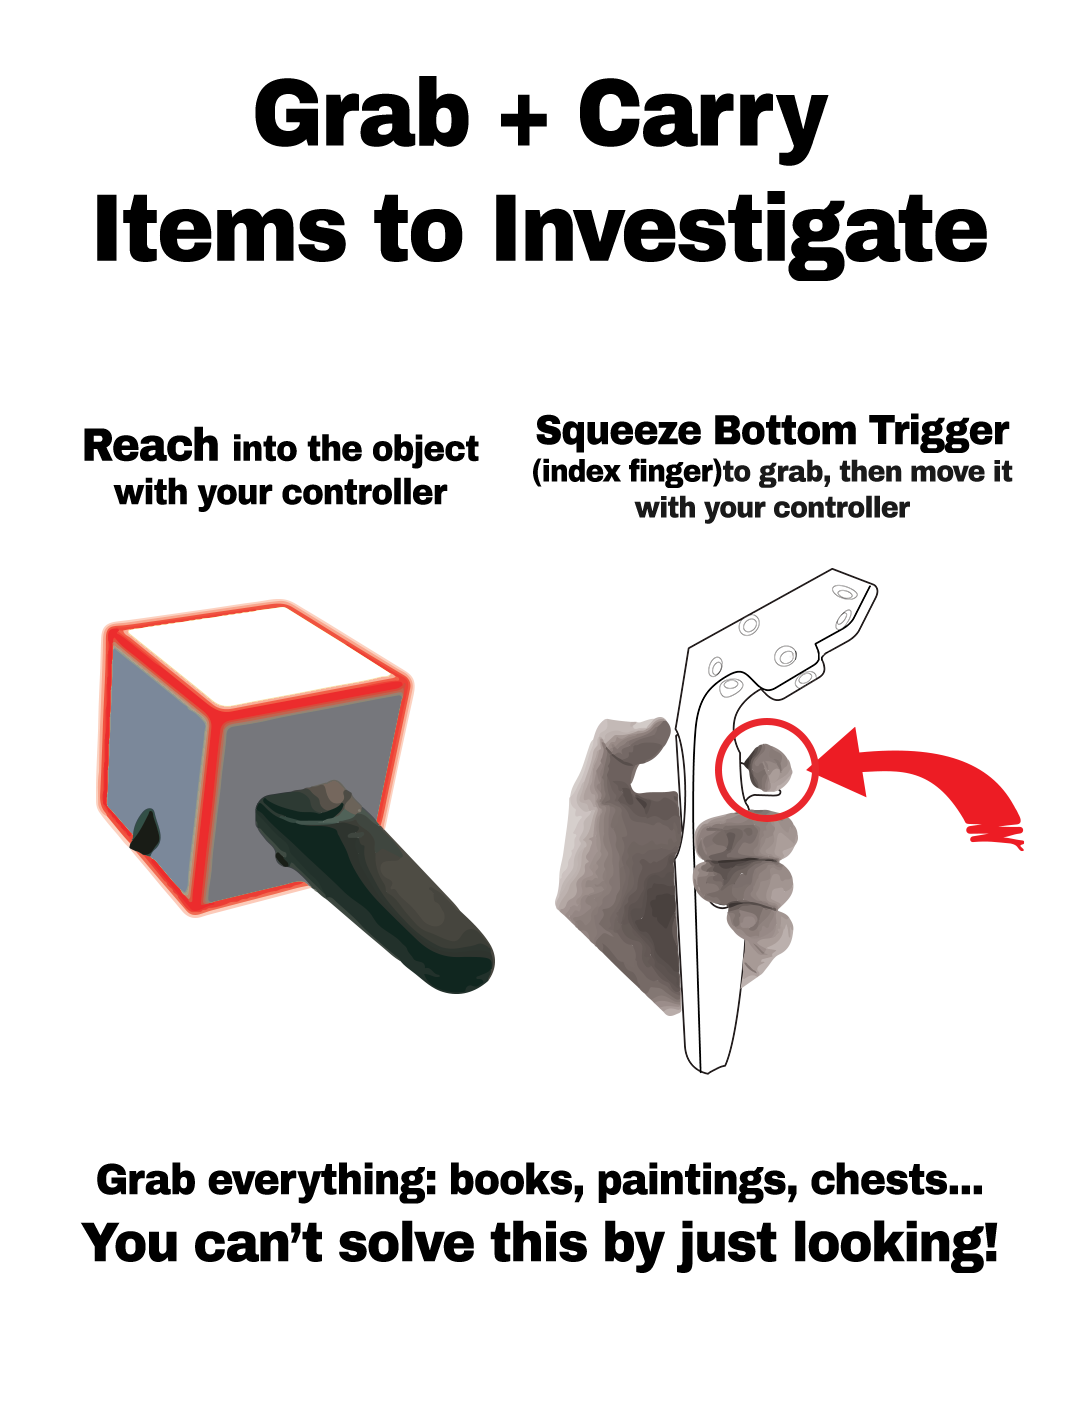 Grab + Carry
Items to Investigate
Reach into the object
with your controller
Squeeze Bottom Trigger
(index finger)to grab, then move it
with your controller
Grab everything: books, paintings, chests...
You can’t solve this by just looking!